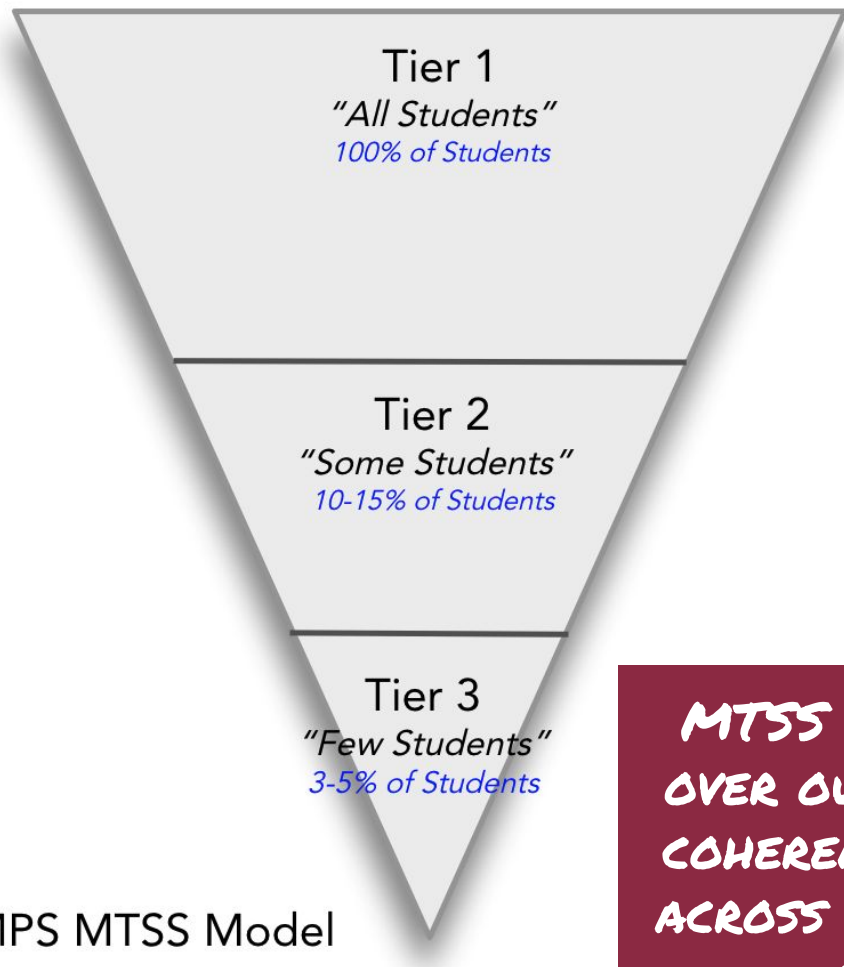 Tier 1
“All Students”
100% of Students
Tier 2
“Some Students”
10-15% of Students
Tier 3
“Few Students”
3-5% of Students
MTSS
OVER
ACROSS
MTSS Model